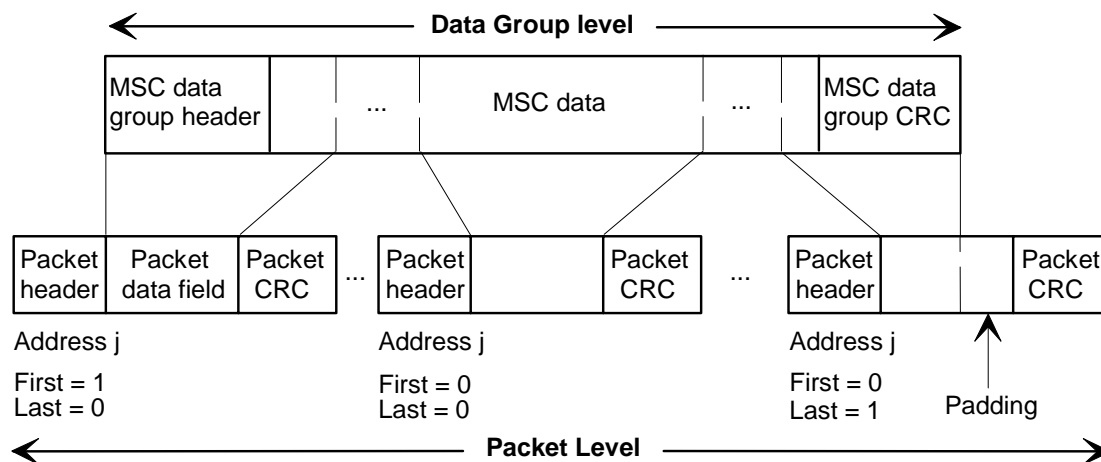 Data Group level
MSC data
group header
...
MSC data
...
MSC data
group CRC
Packet
header
Packet
data field
Packet
CRC
...
Packet
header
Packet
CRC
...
Packet
header
Packet
CRC
Address j
First = 1
Last = 0
Address j
First = 0
Last = 0
Address j
First = 0
Last = 1
Padding
Packet Level